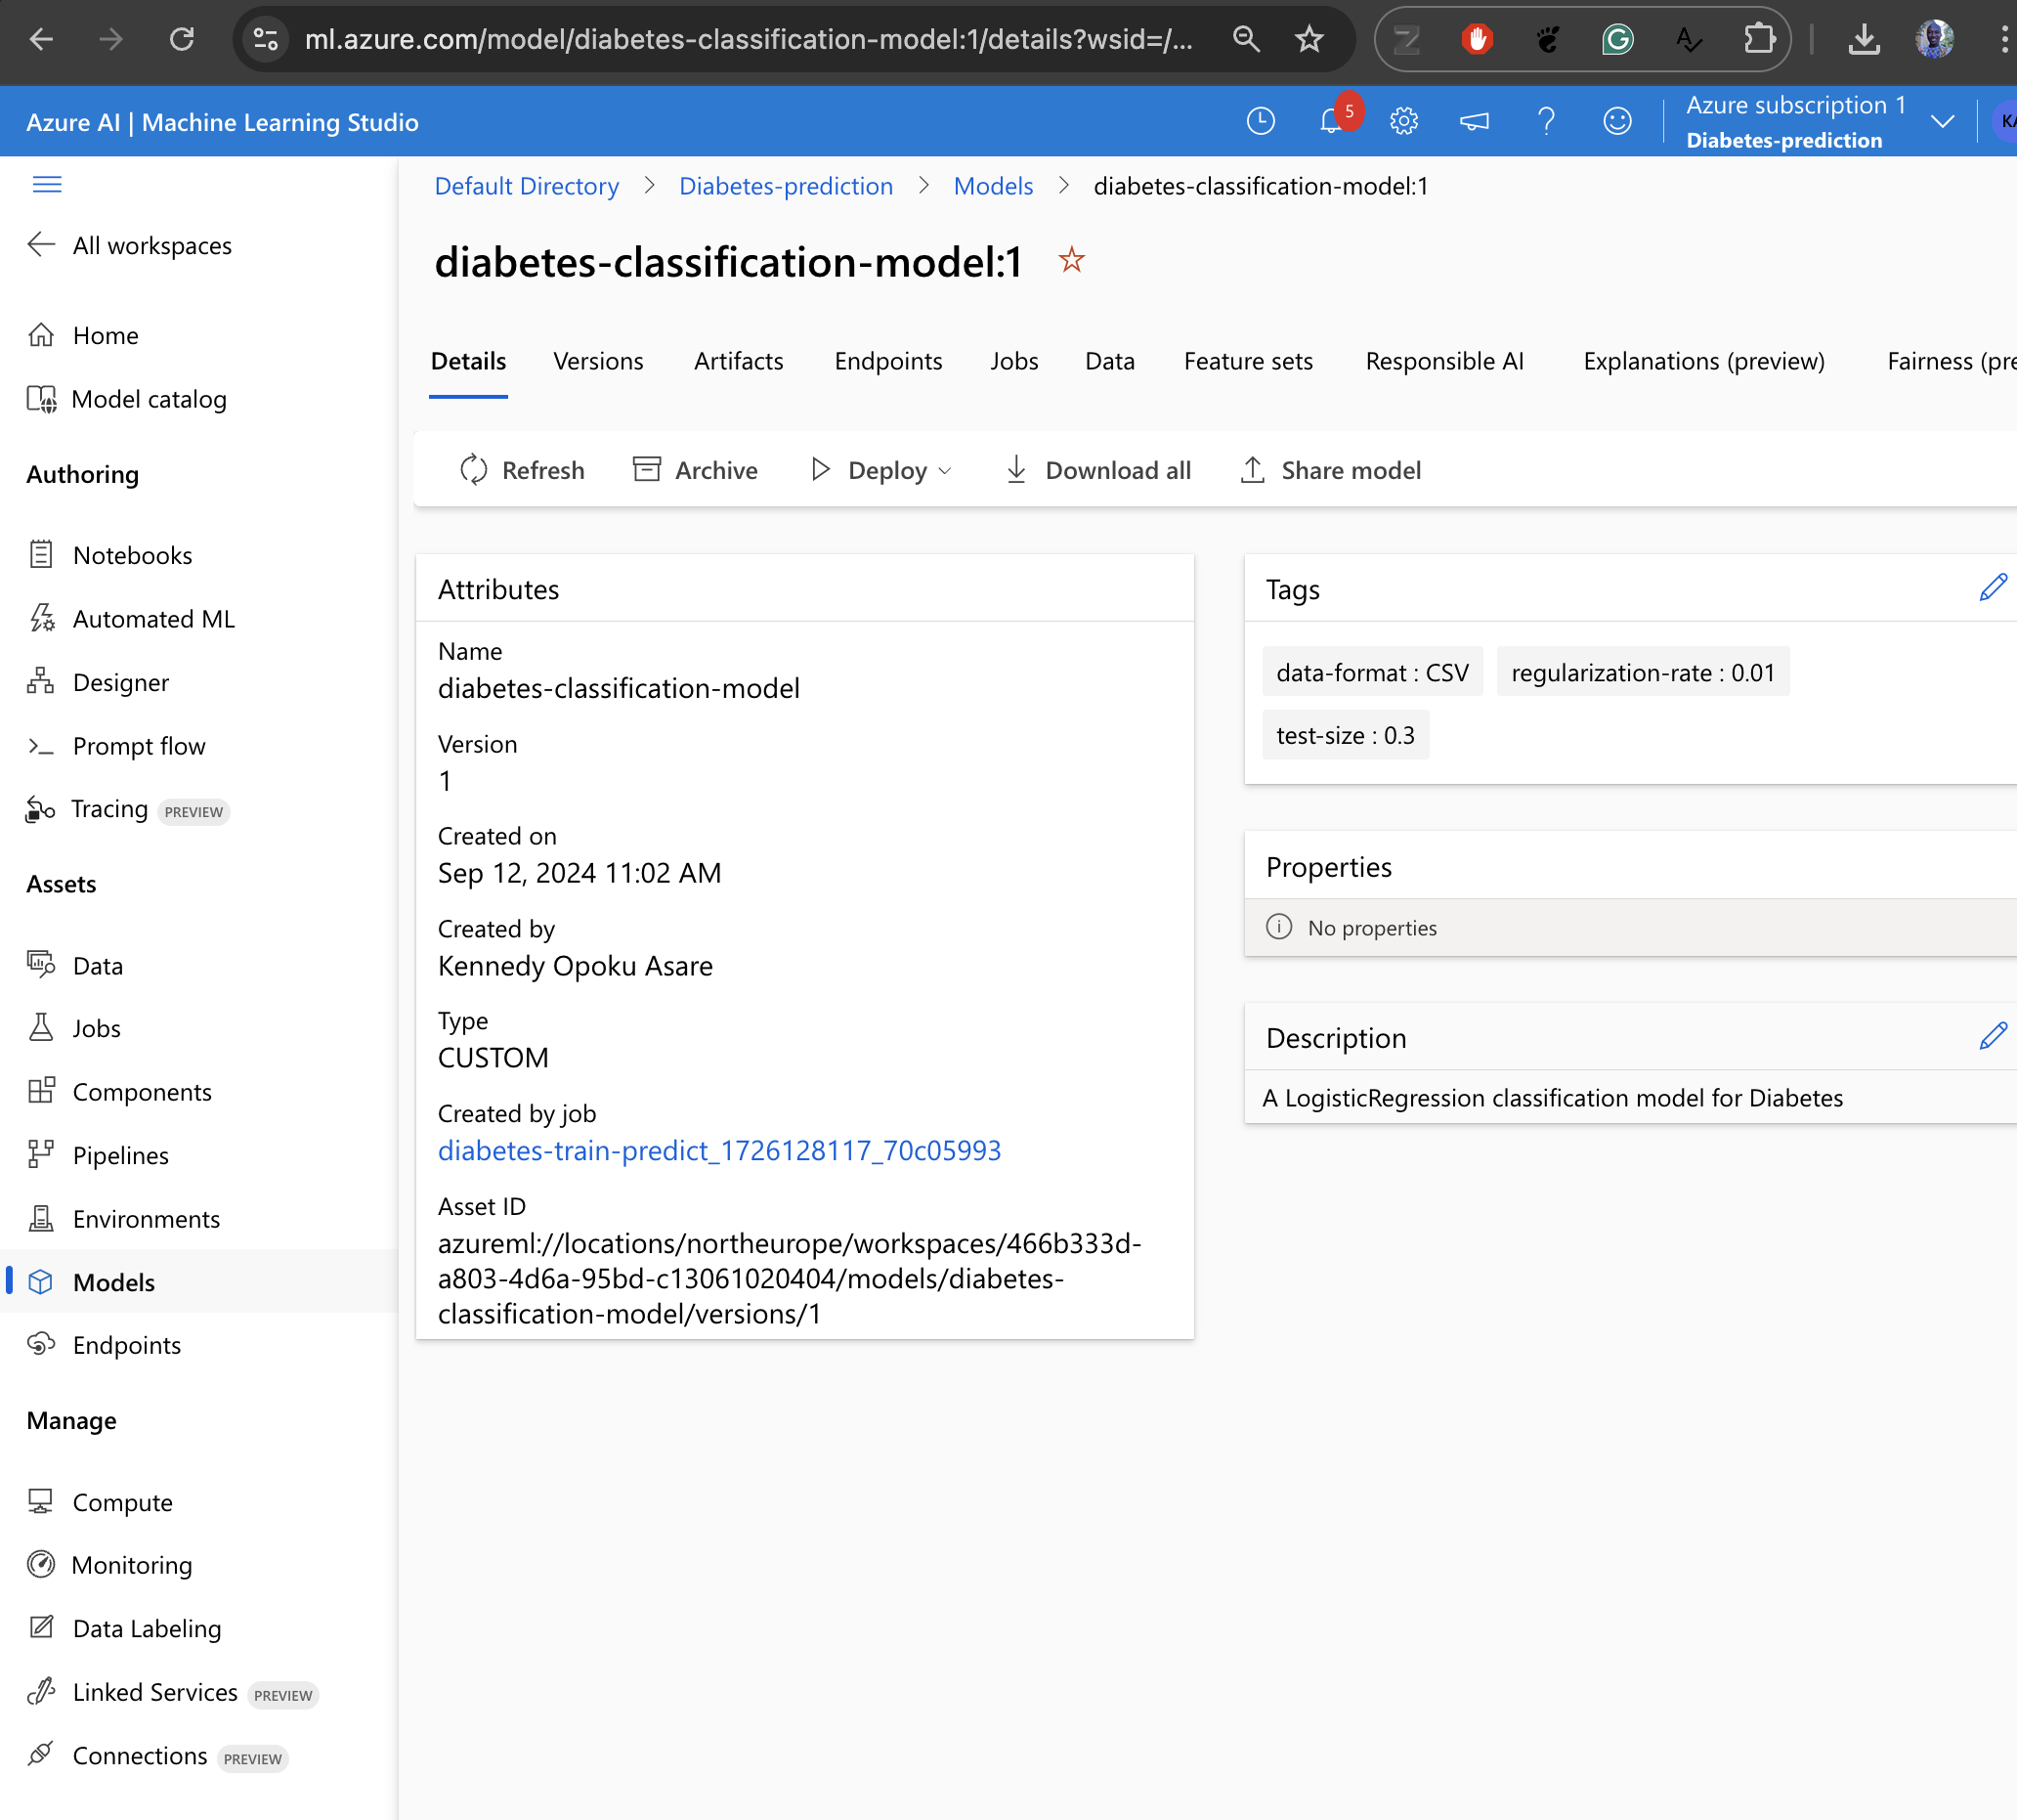 ml.azure.com/model/diabetes-classification-model:1/details?wsid=/...
Azure AI | Machine Learning Studio
5
Azure subscription 1
Diabetes-prediction
All workspaces
Home
Model catalog
Authoring
Notebooks
Automated ML
Designer
Prompt flow
Tracing PREVIEW
Assets
Data
Jobs
Components
Pipelines
Environments
Models
Endpoints
Manage
Compute
Monitoring
Data Labeling
Linked Services PREVIEW
Connections PREVIEW
Default Directory > Diabetes-prediction > Models > diabetes-classification-model:1
diabetes-classification-model:1
Details Versions Artifacts Endpoints Jobs Data Feature sets Responsible AI Explanations (preview) Fairness (pre
Refresh Archive Deploy Download all Share model
Attributes
Name
diabetes-classification-model
Version
1
Created on
Sep 12, 2024 11:02 AM
Created by
Kennedy Opoku Asare
Type
CUSTOM
Created by job
diabetes-train-predict_1726128117_70c05993
Asset ID
azureml://locations/northeurope/workspaces/466b333d-
a803-4d6a-95bd-c13061020404/models/diabetes-
classification-model/versions/1
Tags
data-format : CSV regularization-rate : 0.01
test-size : 0.3
Properties
No properties
Description
A LogisticRegression classification model for Diabetes